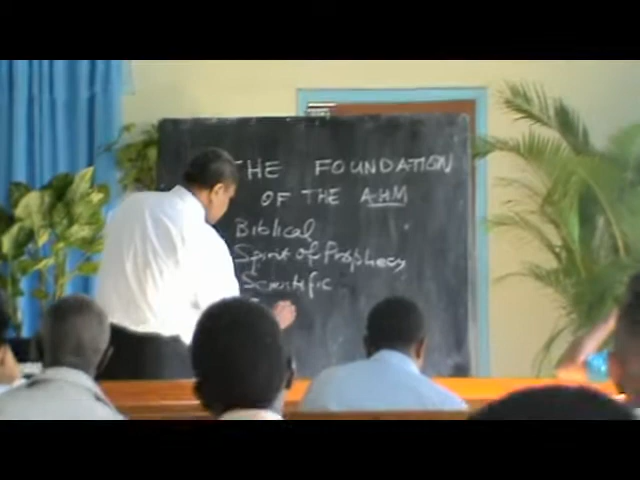 THE FOUNDATION
OF THE AHM
Biblical
Spirit of Prophecy
Scientific